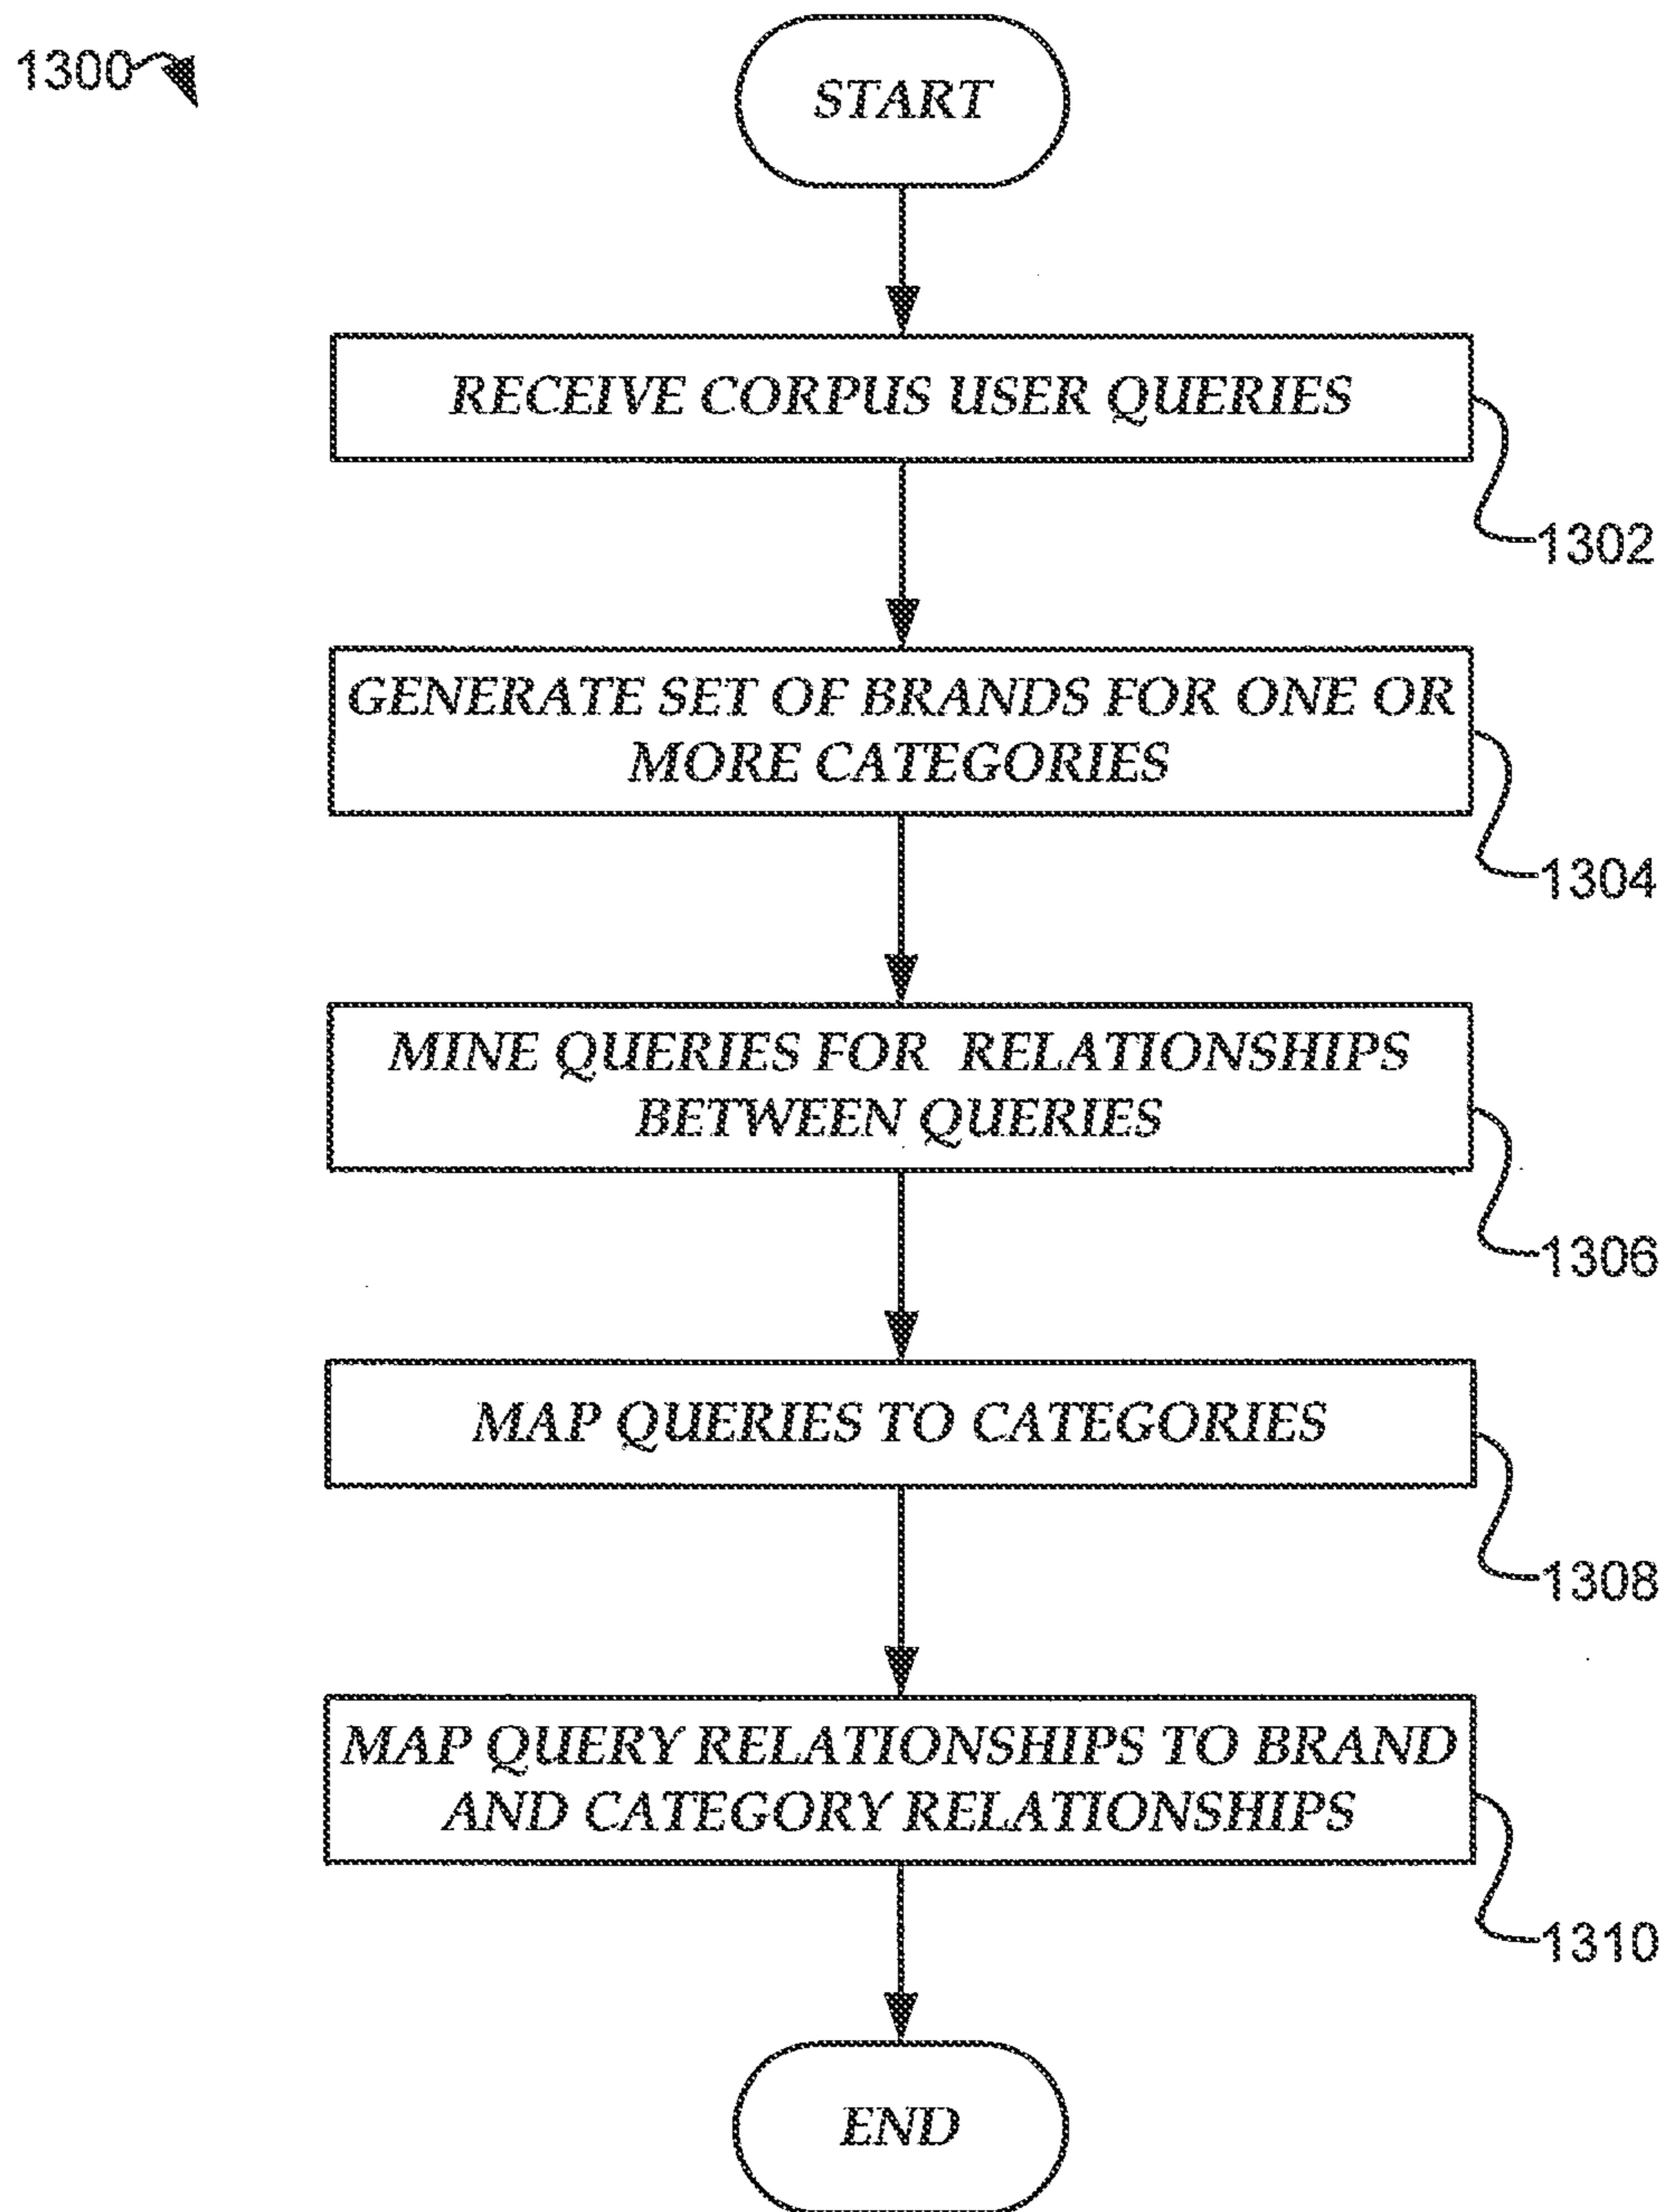 1300
START
RECEIVE CORPUS USER QUERIES
1302
GENERATE SET OF BRANDS FOR ONE OR
MORE CATEGORIES
1304
MINE QUERIES FOR RELATIONSHIPS
BETWEEN QUERIES
1306
MAP QUERIES TO CATEGORIES
1308
MAP QUERY RELATIONSHIPS TO BRAND
AND CATEGORY RELATIONSHIPS
1310
END